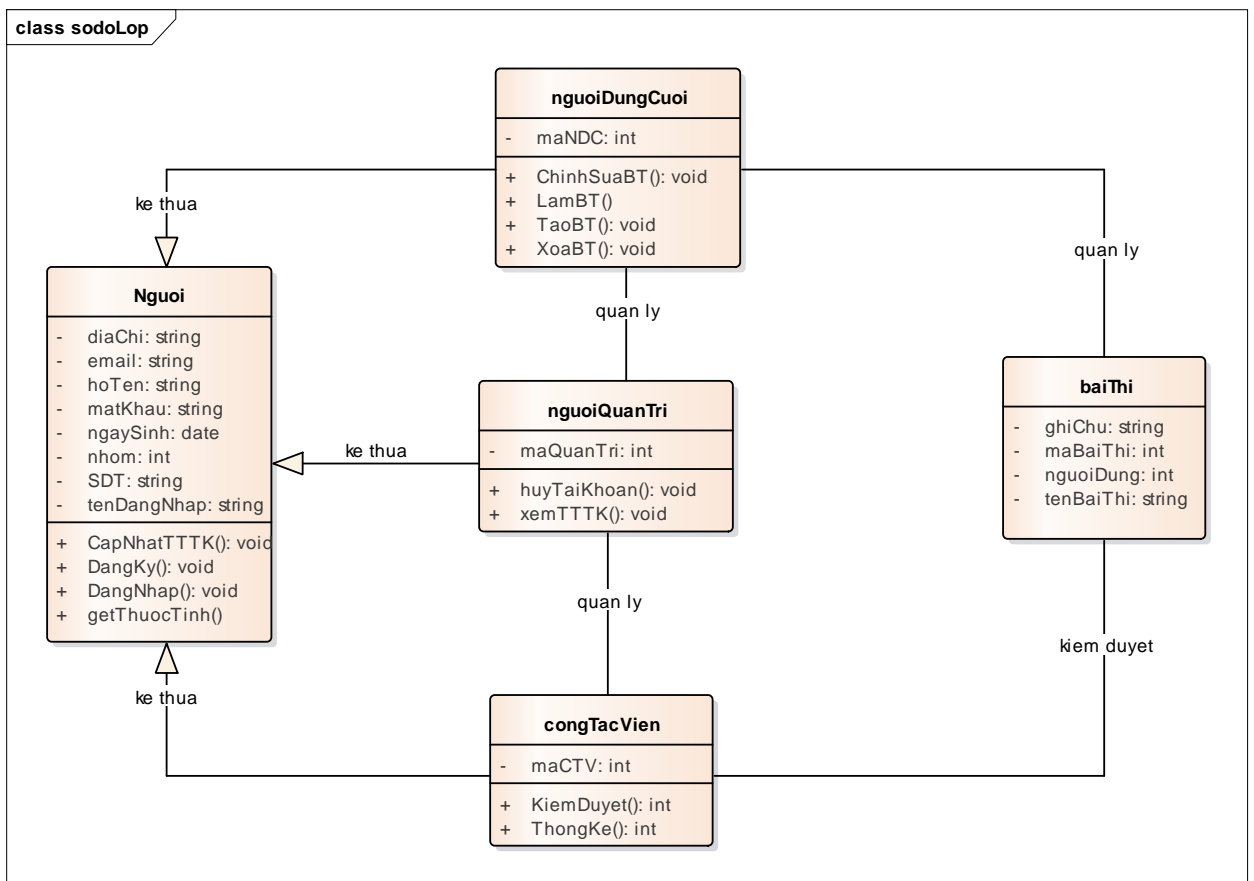 class sodoLop
nguoiDungCuoi
- maNDC: int
+ ChinhSuaBT(): void
+ LamBT()
+ TaoBT(): void
+ XoaBT(): void
ke thua
quan ly
quan ly
Nguoi
- diaChi: string
- email: string
- hoTen: string
- matKhau: string
- ngaySinh: date
- nhom: int
- SDT: string
- tenDangNhap: string
+ CapNhatTTTK(): void
+ DangKy(): void
+ DangNhap(): void
+ getThuocTinh()
ke thua
nguoiQuanTri
- maQuanTri: int
+ huyTaiKhoan(): void
+ xemTTTK(): void
baiThi
- ghiChu: string
- maBaiThi: int
- nguoiDung: int
- tenBaiThi: string
quan ly
kiem duyet
ke thua
congTacVien
- maCTV: int
+ KiemDuyet(): int
+ ThongKe(): int